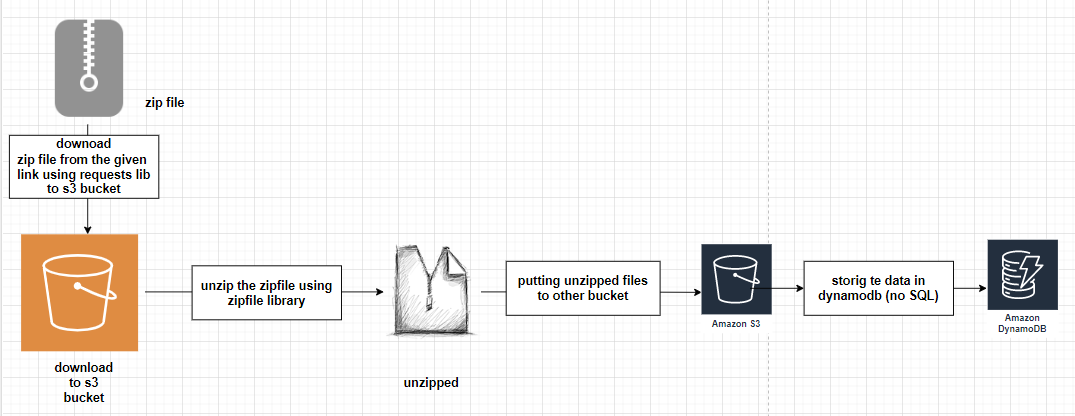 zip file
downoad
zip file from the given
link using requests lib
to s3 bucket
download
to s3
bucket
unzip the zipfile using
zipfile library
unzipped
putting unzipped files
to other bucket
Amazon S3
storig te data in
dynamodb (no SQL)
Amazon
DynamoDB